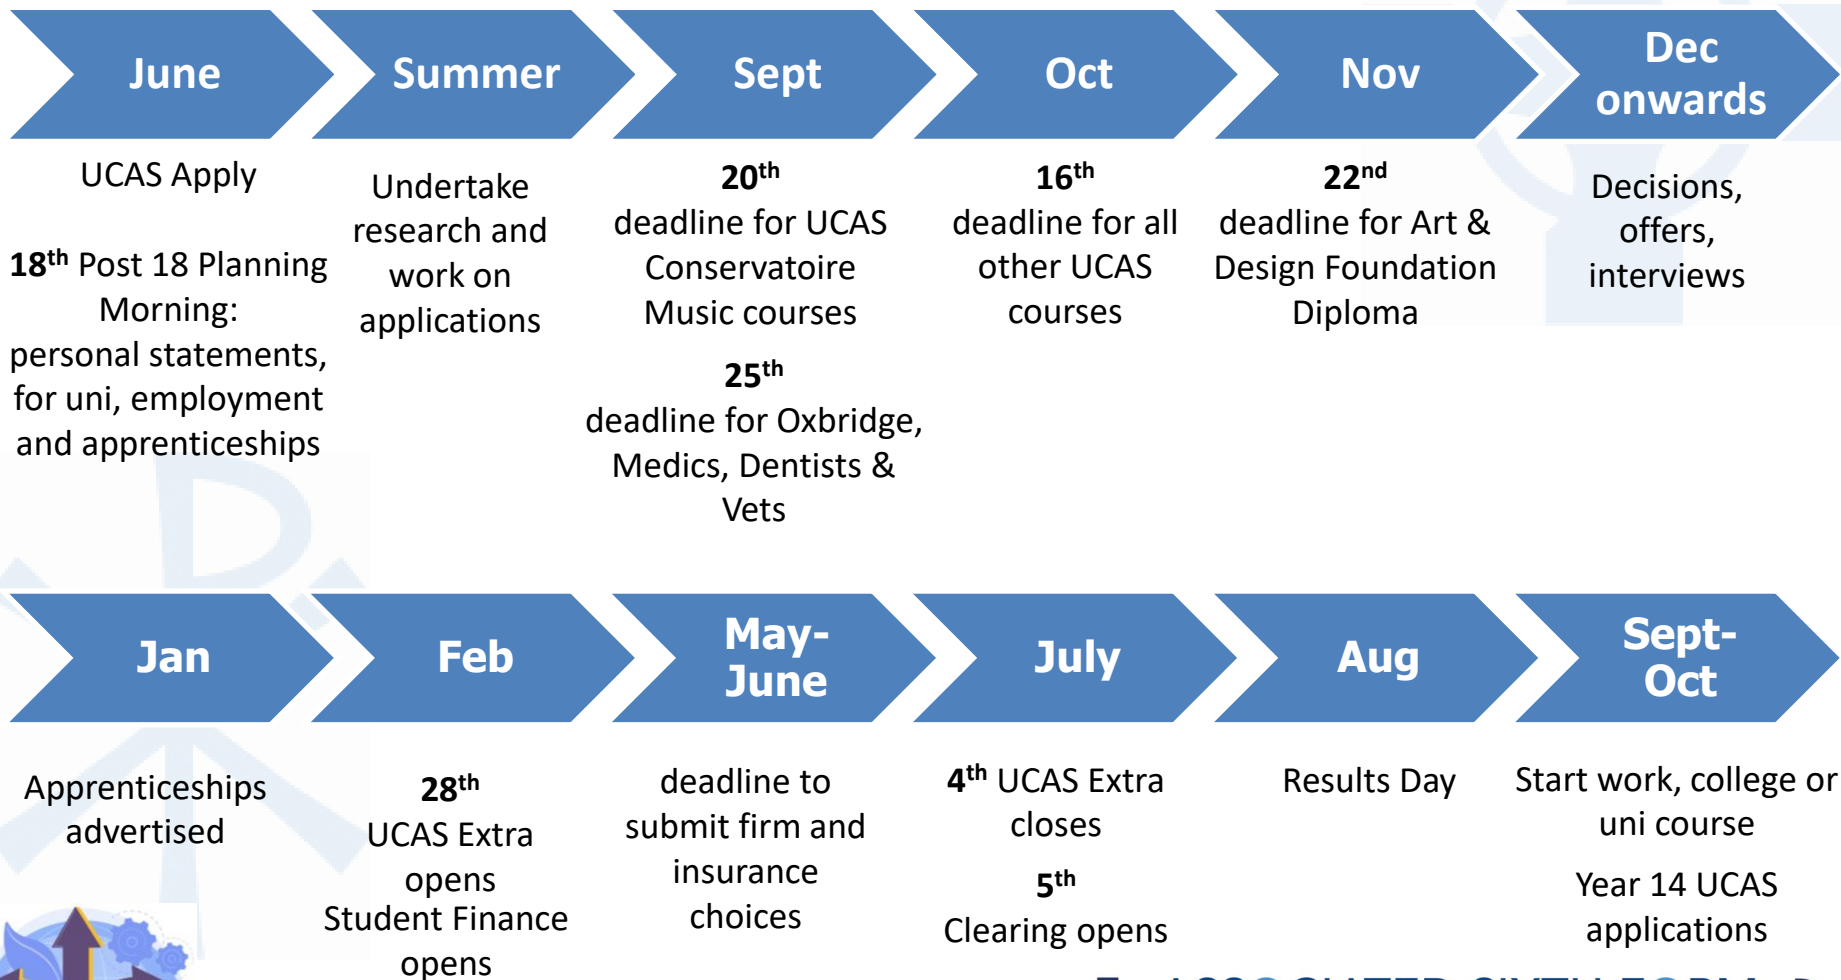 June
Summer
Sept
Oct
Nov
Dec
onwards
UCAS Apply
18th Post 18 Planning
Morning:
personal statements,
for uni, employment
and apprenticeships
Undertake
research and
work on
applications
20th
deadline for UCAS
Conservatoire
Music courses
25th
deadline for Oxbridge,
Medics, Dentists &
Vets
16th
deadline for all
other UCAS
courses
22nd
deadline for Art &
Design Foundation
Diploma
Decisions,
offers,
interviews
Jan
Feb
May-
June
July
Aug
Sept-
Oct
Apprenticeships
advertised
28th
UCAS Extra
opens
Student Finance
opens
deadline to
submit firm and
insurance
choices
4th UCAS Extra
closes
5th
Clearing opens
Results Day
Start work, college or
uni course
Year 14 UCAS
applications
ASSOCIATED SIXTH FORM